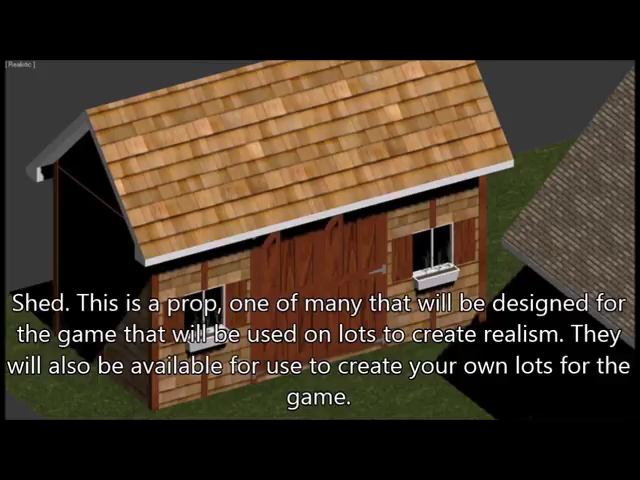 [ Realistic ]
Shed. This is a prop, one of many that will be designed for
the game that will be used on lots to create realism. They
will also be available for use to create your own lots for the
game.